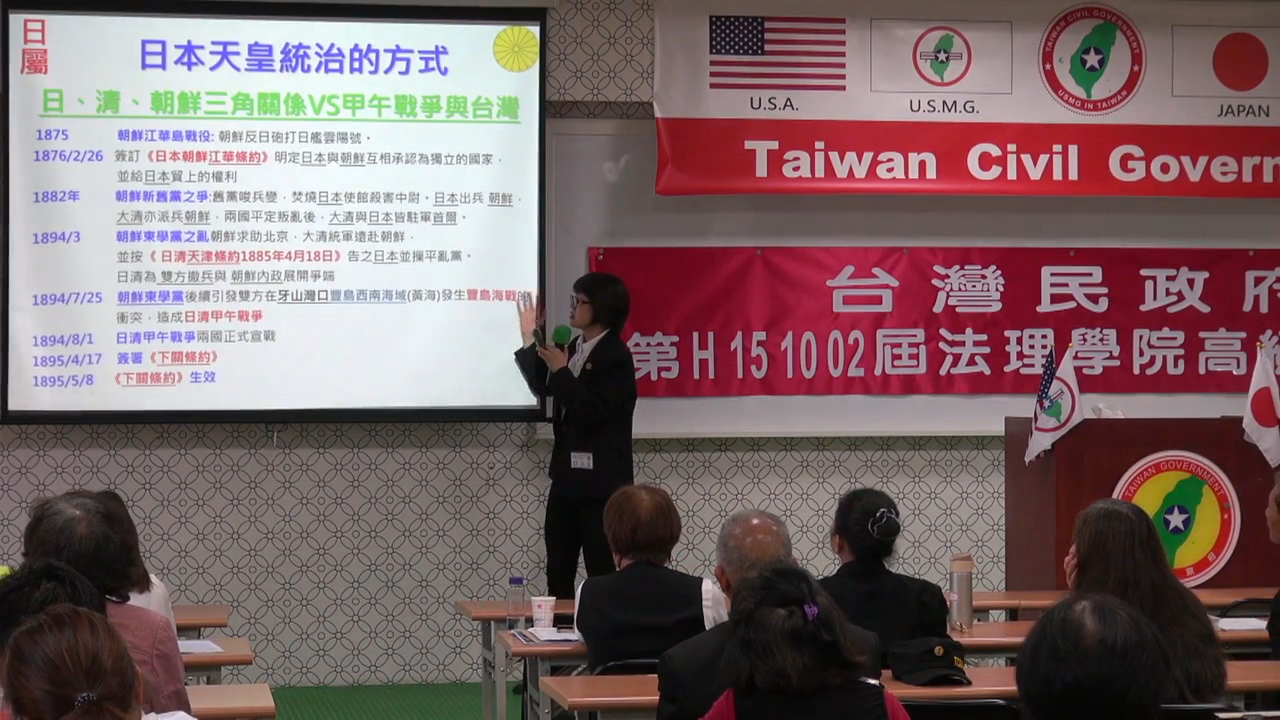 日屬
日本天皇統治的方式
日、清、朝鮮三角關係VS甲午戰爭與台灣
1875 朝鮮江華島戰役: 朝鮮反日砲打日艦雲陽號。
1876/2/26 簽訂《日本朝鮮江華條約》明定日本與朝鮮互相承認為獨立的國家,
並給日本貿上的權利
1882年 朝鮮新舊黨之爭:舊黨唆兵變,焚燒日本使館殺害中尉。日本出兵 朝鮮,
大清亦派兵朝鮮,兩國平定叛亂後,大清與日本皆駐軍首爾。
1894/3 朝鮮東學黨之亂朝鮮求助北京,大清統軍遠赴朝鮮,
並按《 日清天津條約1885年4月18日》告之日本並掃平亂黨。
日清為 雙方撤兵與 朝鮮內政展開爭端
1894/7/25 朝鮮東學黨後續引發雙方在牙山灣口豐島西南海域(黃海)發生豐島海戰的
衝突,造成日清甲午戰爭
1894/8/1 日清甲午戰爭兩國正式宣戰
1895/4/17 簽署《下關條約》
1895/5/8 《下關條約》生效
U.S.A.
U.S.M.G.
TAIWAN CIVIL GOVERNMENT
USMG IN TAIWAN
JAPAN
Taiwan Civil Govern
台灣民政府
第H151002屆法理學院高
TAIWAN GOVERNMENT